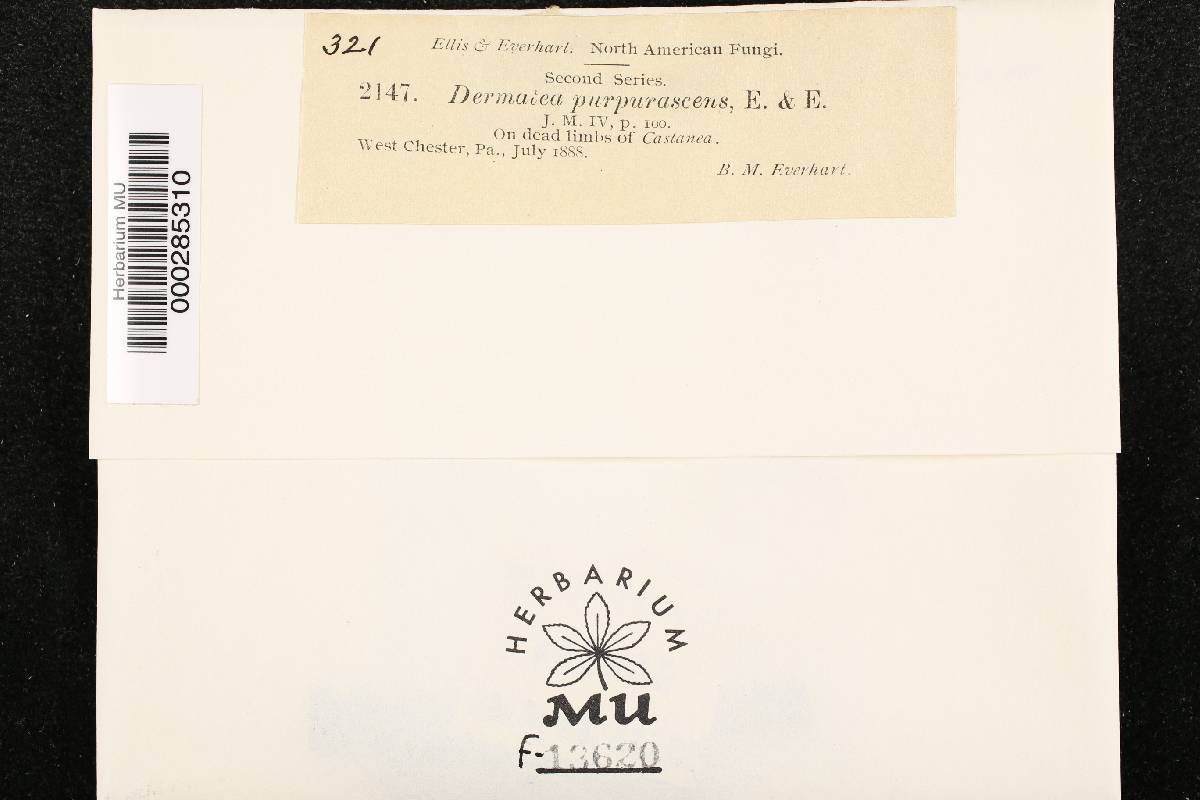 321
Ellis & Everhart. North American Fungi.
Second Series.
2147. Dermatea purpurascens, E. & E.
J. M. IV, p. 100.
On dead limbs of Castanea.
West Chester, Pa., July 1888.
B. M. Everhart.
Herbarium MU
000285310
HERBARIUM
MU
F-13620